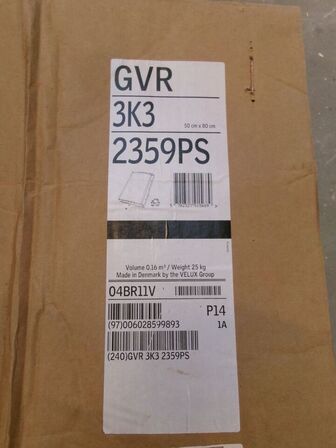 GVR
3K3
50 cm x 80 cm
2359PS
Volume 0.16 m³ / Weight 25 kg
Made in Denmark by the VELUX Group
04BR11V
P14
(97)006028599893
1A
(240)GVR 3K3 2359PS